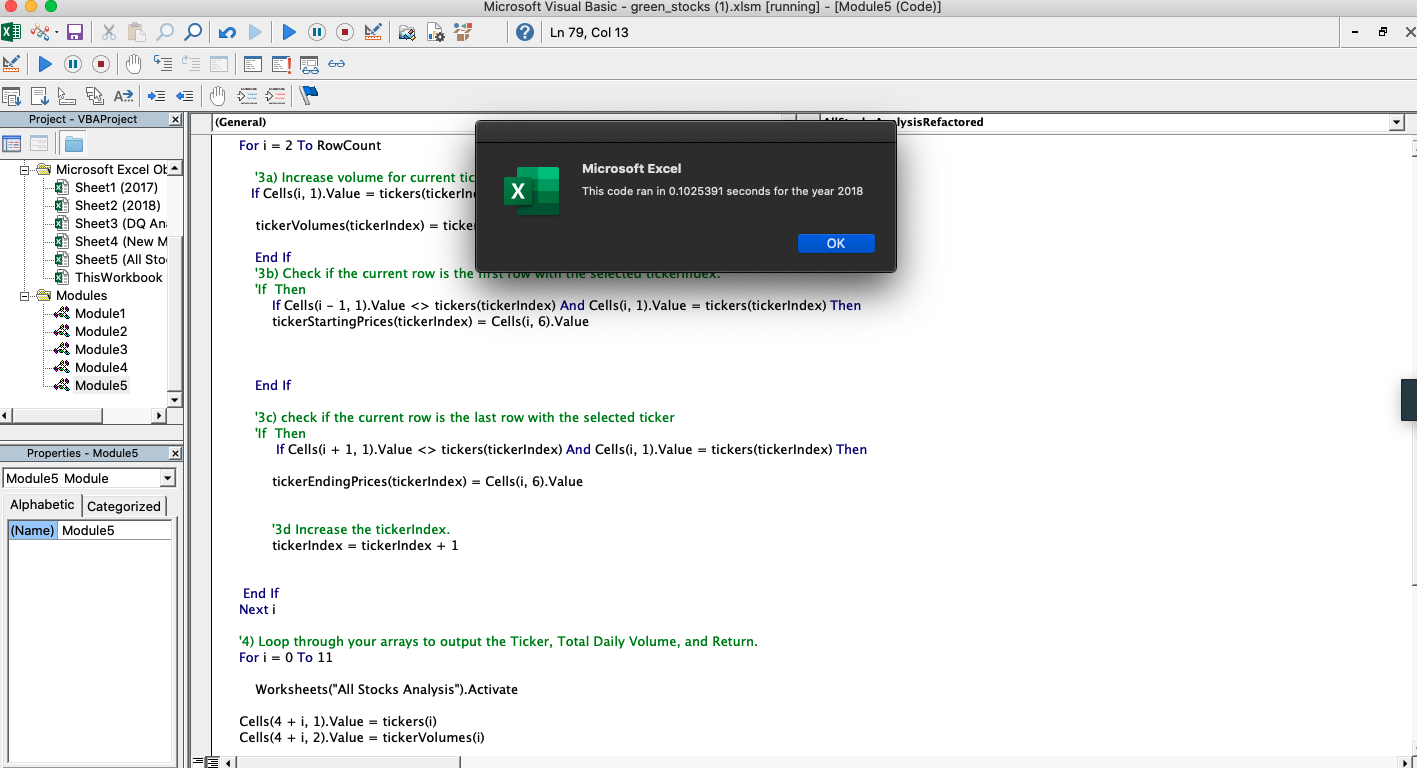 Microsoft Visual Basic - green_stocks (1).xlsm [running] - [Module5 (Code)]
Ln 79, Col 13
Project - VBAProject
Microsoft Excel Ob
Sheet1 (2017)
Sheet2 (2018)
Sheet3 (DQ An
Sheet4 (New M
Sheet5 (All Sto
ThisWorkbook
Modules
Module1
Module2
Module3
Module4
Module5
Properties - Module5
Module5 Module
Alphabetic
Categorized
(Name) Module5
(General)
AllStocksAnalysisRefactored
For i = 2 To RowCount
'3a) Increase volume for current tic
If Cells(i, 1).Value = tickers(tickerIn
tickerVolumes(tickerIndex) = ticke
End If
'3b) Check if the current row is the first row with the selected tickerIndex.
'If Then
If Cells(i - 1, 1).Value <> tickers(tickerIndex) And Cells(i, 1).Value = tickers(tickerIndex) Then
tickerStartingPrices(tickerIndex) = Cells(i, 6).Value
End If
'3c) check if the current row is the last row with the selected ticker
'If Then
If Cells(i + 1, 1).Value <> tickers(tickerIndex) And Cells(i, 1).Value = tickers(tickerIndex) Then
tickerEndingPrices(tickerIndex) = Cells(i, 6).Value
'3d Increase the tickerIndex.
tickerIndex = tickerIndex + 1
End If
Next i
'4) Loop through your arrays to output the Ticker, Total Daily Volume, and Return.
For i = 0 To 11
Worksheets("All Stocks Analysis").Activate
Cells(4 + i, 1).Value = tickers(i)
Cells(4 + i, 2).Value = tickerVolumes(i)
Microsoft Excel
This code ran in 0.1025391 seconds for the year 2018
OK